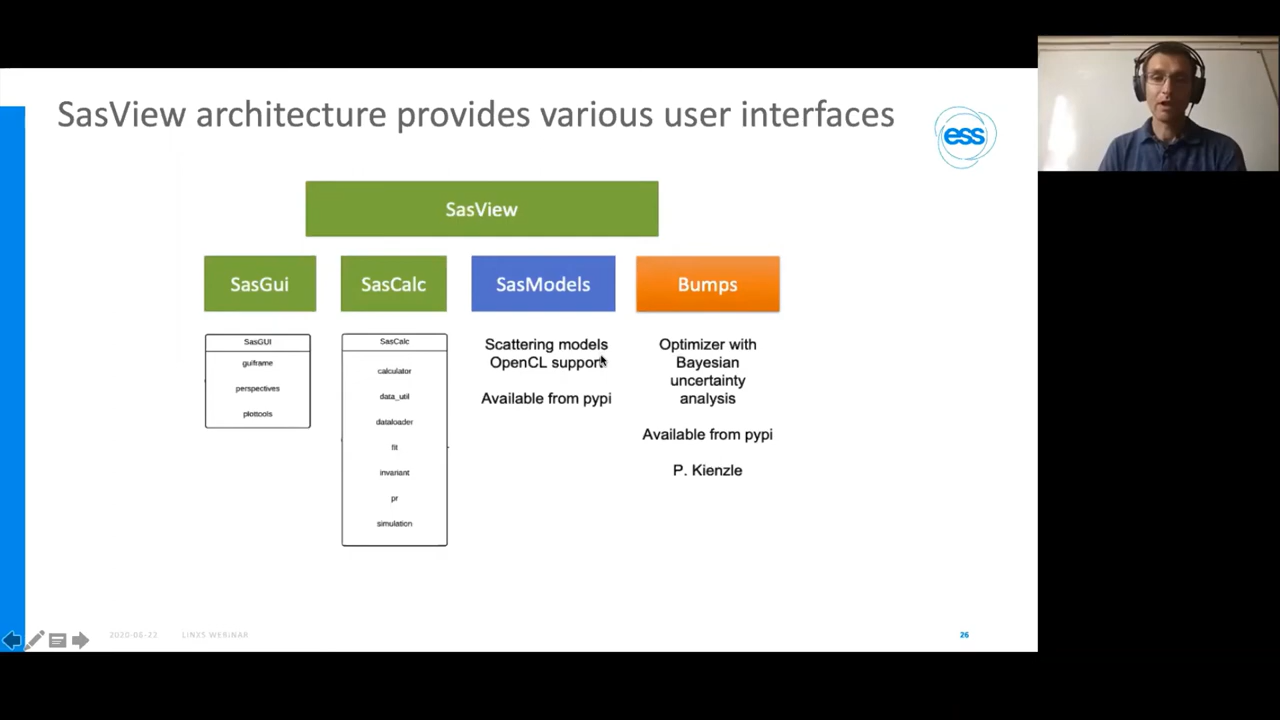 SasView architecture provides various user interfaces
ess
SasView
SasGui
SasCalc
SasModels
Bumps
SasGUI
guiframe
perspectives
plottools
SasCalc
calculator
data_util
dataloader
fit
invariant
pr
simulation
Scattering models
OpenCL support
Available from pypi
Optimizer with
Bayesian
uncertainty
analysis
Available from pypi
P. Kienzle
2020-06-22
LINXS WEBINAR
26